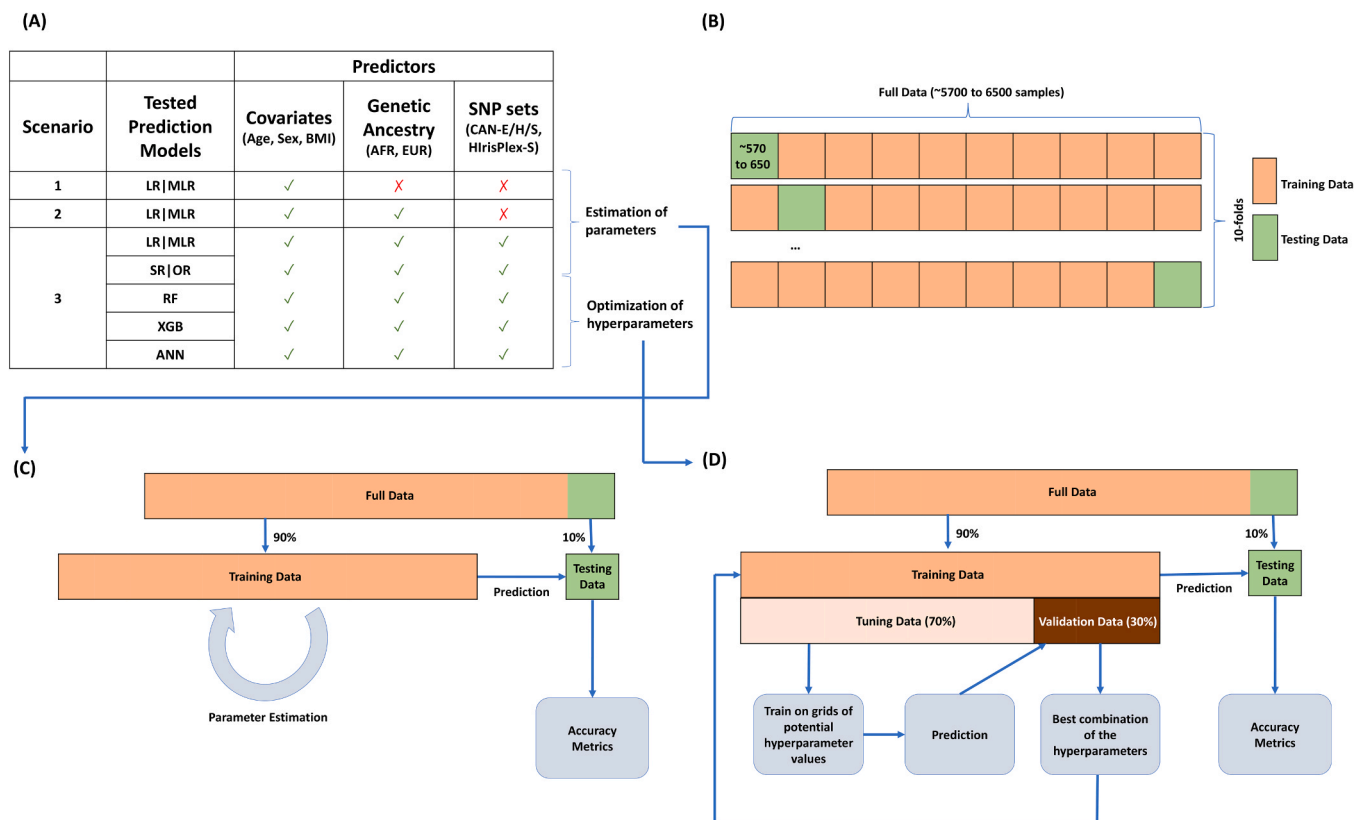 (A)
Predictors
Scenario
Tested
Prediction
Models
Covariates
(Age, Sex, BMI)
Genetic
Ancestry
(AFR, EUR)
SNP sets
(CAN-E/H/S,
HIrisPlex-S)
1
LR|MLR
✓
✗
✗
2
LR|MLR
✓
✓
✗
3
LR|MLR
✓
✓
✓
SR|OR
✓
✓
✓
RF
✓
✓
✓
XGB
✓
✓
✓
ANN
✓
✓
✓
Estimation of
parameters
Optimization of
hyperparameters
(B)
Full Data (~5700 to 6500 samples)
~570
to 650
...
10-folds
Training Data
Testing Data
(C)
Full Data
90%
10%
Training Data
Prediction
Testing
Data
Parameter Estimation
Accuracy
Metrics
(D)
Full Data
90%
10%
Training Data
Prediction
Testing
Data
Tuning Data (70%)
Validation Data (30%)
Train on grids of
potential
hyperparameter
values
Prediction
Best combination
of the
hyperparameters
Accuracy
Metrics